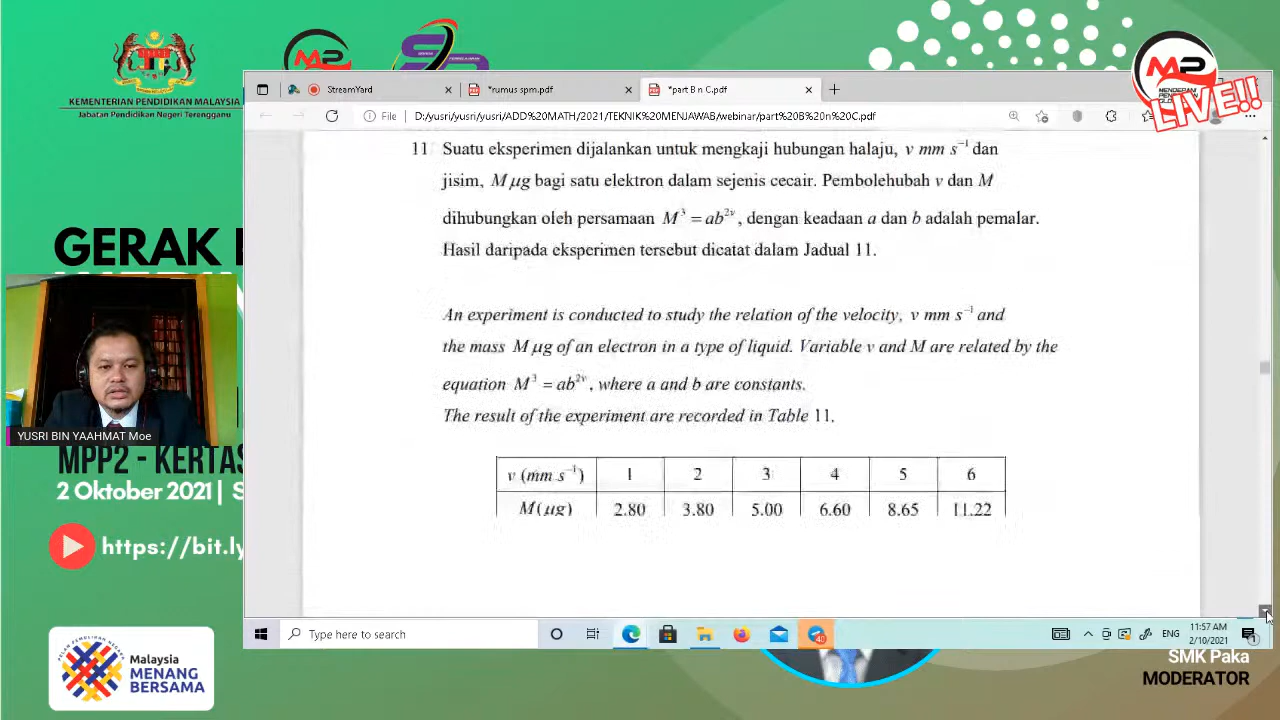 KEMENTERIAN PENDIDIKAN MALAYSIA
Jabatan Pendidikan Negeri Terengganu
MP
MP
LIVE!!
StreamYard
*rumus spm.pdf
*part B n C.pdf
File
D:/yusri/yusri/yusri/ADD%20MATH/2021/TEKNIK%20MENJAWAB/webinar/part%20B%20n%20C.pdf
11 Suatu eksperimen dijalankan untuk mengkaji hubungan halaju, v mm s⁻¹ dan
jisim, M μg bagi satu elektron dalam sejenis cecair. Pembolehubah v dan M
dihubungkan oleh persamaan M³ = ab²ᵛ, dengan keadaan a dan b adalah pemalar.
Hasil daripada eksperimen tersebut dicatat dalam Jadual 11.
An experiment is conducted to study the relation of the velocity, v mm s⁻¹ and
the mass M μg of an electron in a type of liquid. Variable v and M are related by the
equation M³ = ab²ᵛ, where a and b are constants.
The result of the experiment are recorded in Table 11.
v (mm s⁻¹) 1 2 3 4 5 6
M(μg) 2.80 3.80 5.00 6.60 8.65 11.22
GERAK
YUSRI BIN YAAHMAT Moe
MPP2 - KERTAS
2 Oktober 2021|
https://bit.ly
Malaysia
MENANG
BERSAMA
Type here to search
ENG
11:57 AM
2/10/2021
SMK Paka
MODERATOR